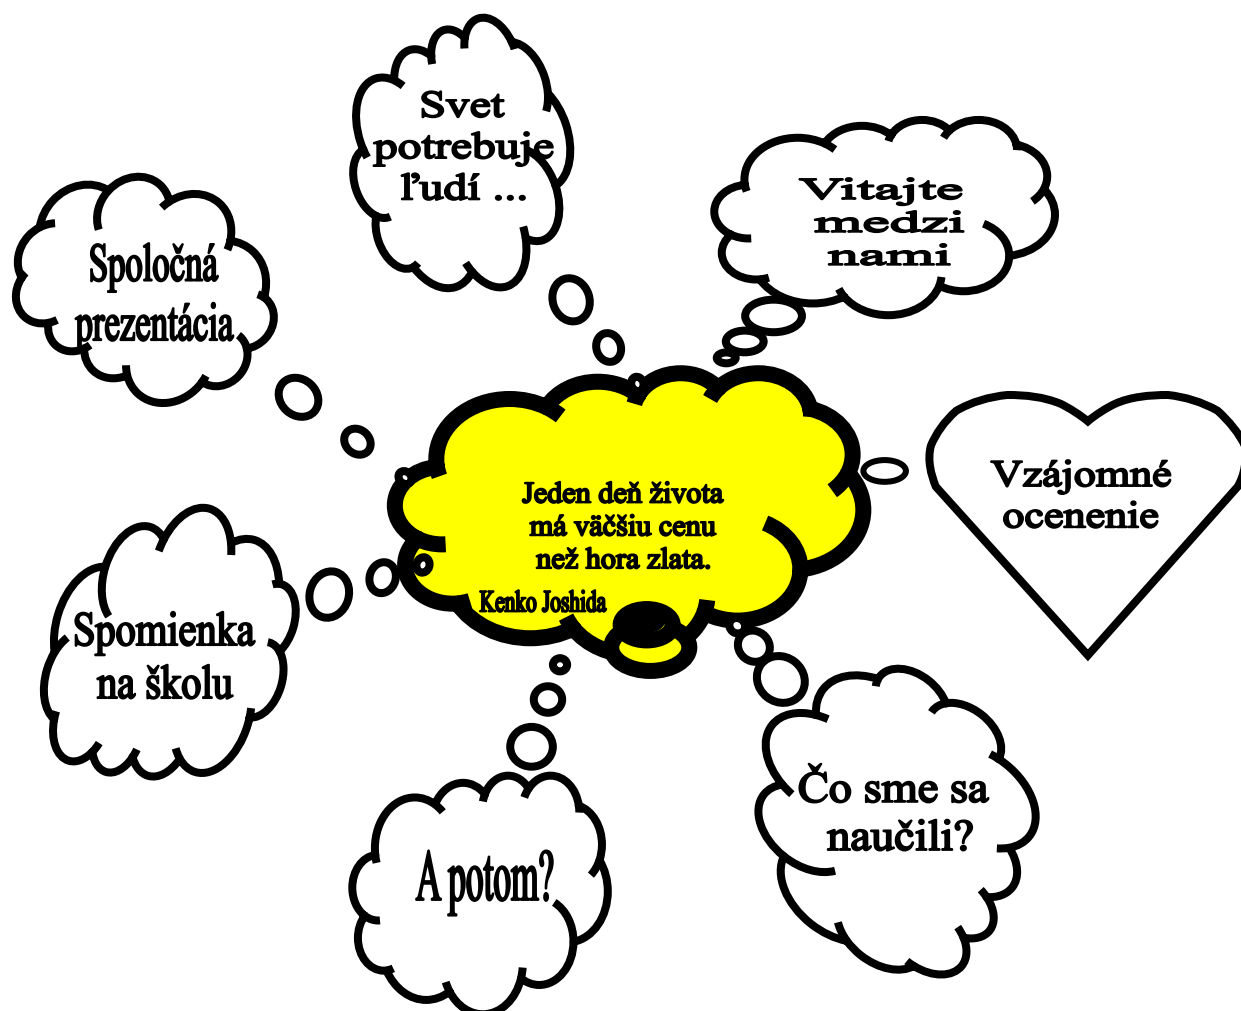 Svet
potrebuje
ľudí ...
Vitajte
medzi
nami
Spoločná
prezentácia
Vzájomné
ocenenie
Jeden deň života
má väčšiu cenu
než hora zlata.
Kenko Joshida
Spomienka
na školu
Čo sme sa
naučili?
A potom?